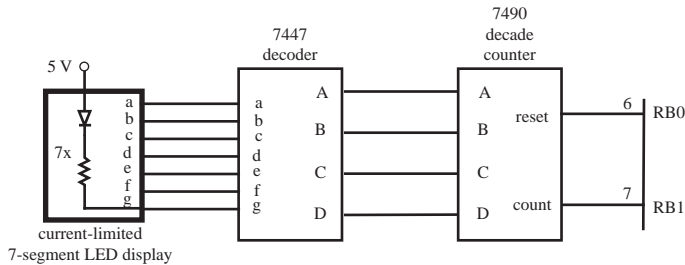 7490
7447
decade
decoder
counter
5 V
a
b
c
d
e
f
g
7x
a
b
c
d
e
f
g
A
B
C
D
A
B
C
D
reset
count
6
RB0
7
RB1
current-limited
7-segment LED display